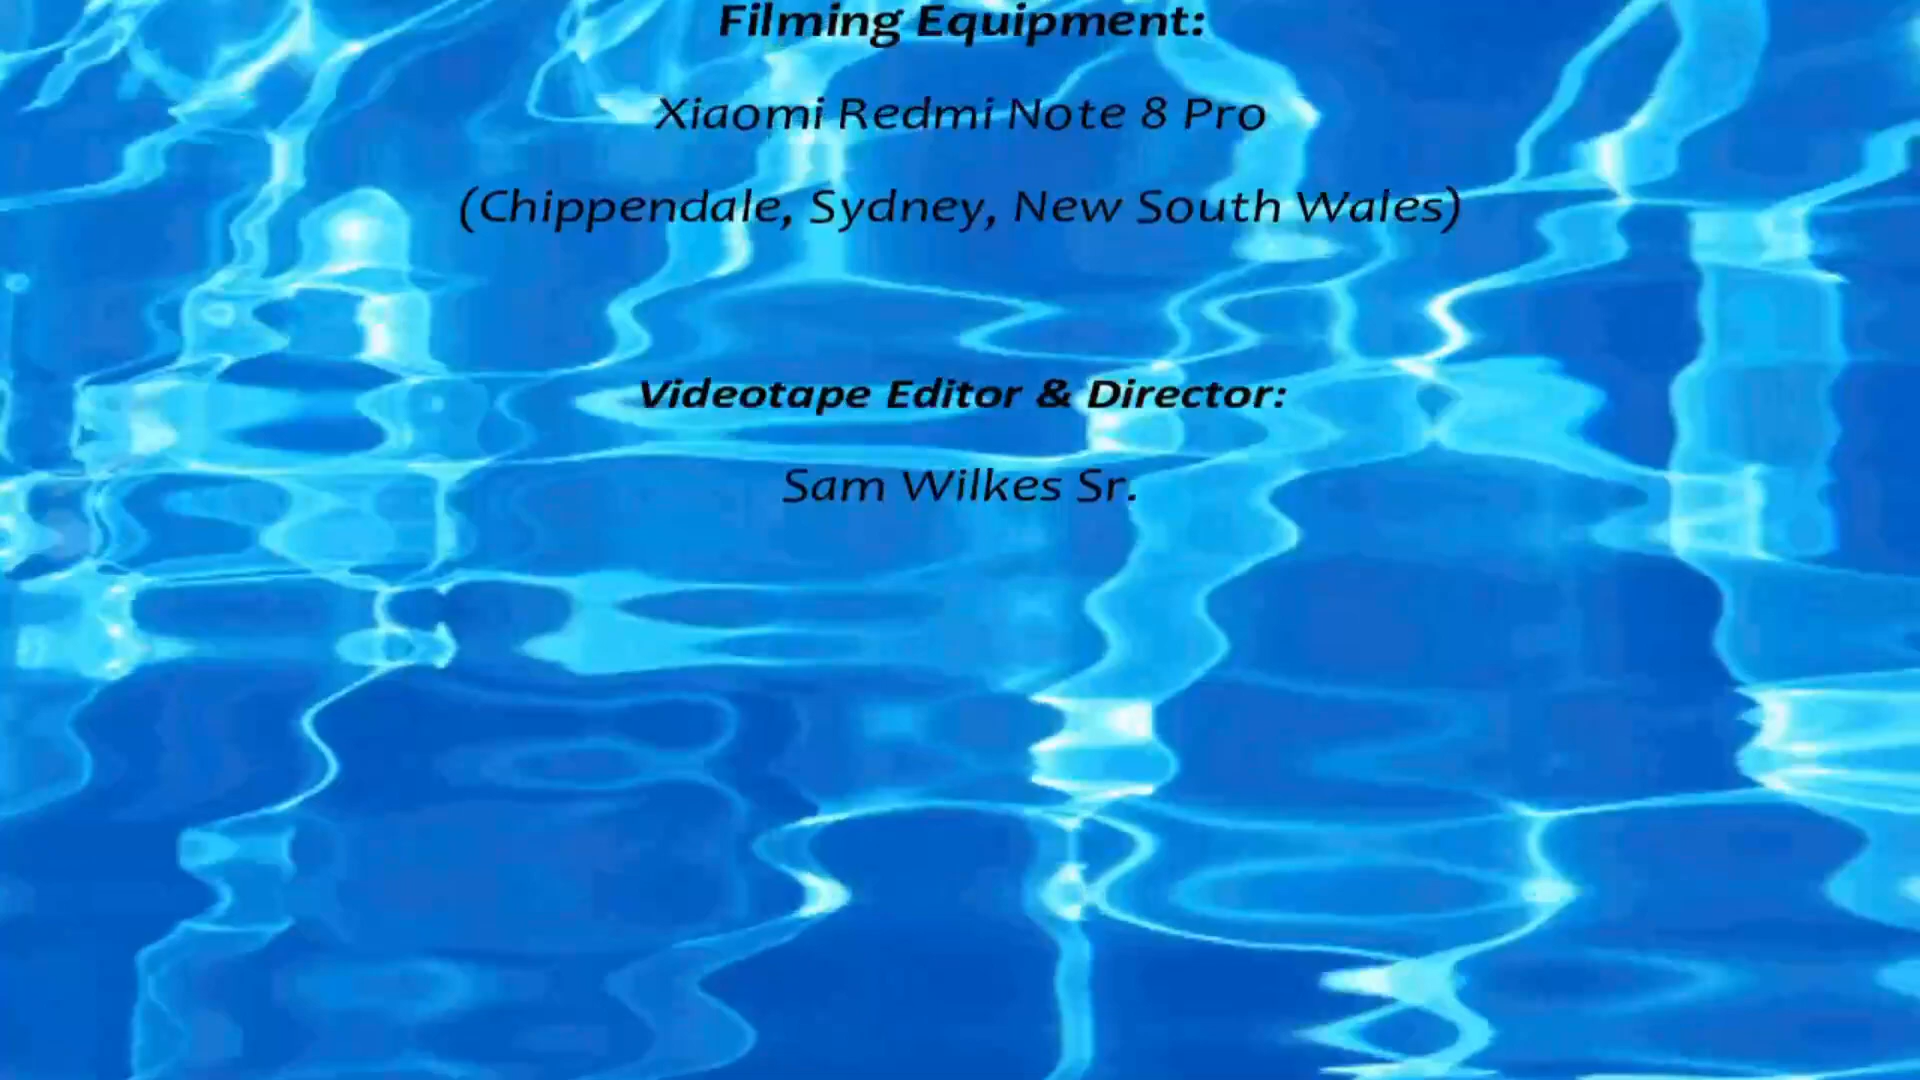 Filming Equipment:
Xiaomi Redmi Note 8 Pro
(Chippendale, Sydney, New South Wales)
Videotape Editor & Director:
Sam Wilkes Sr.